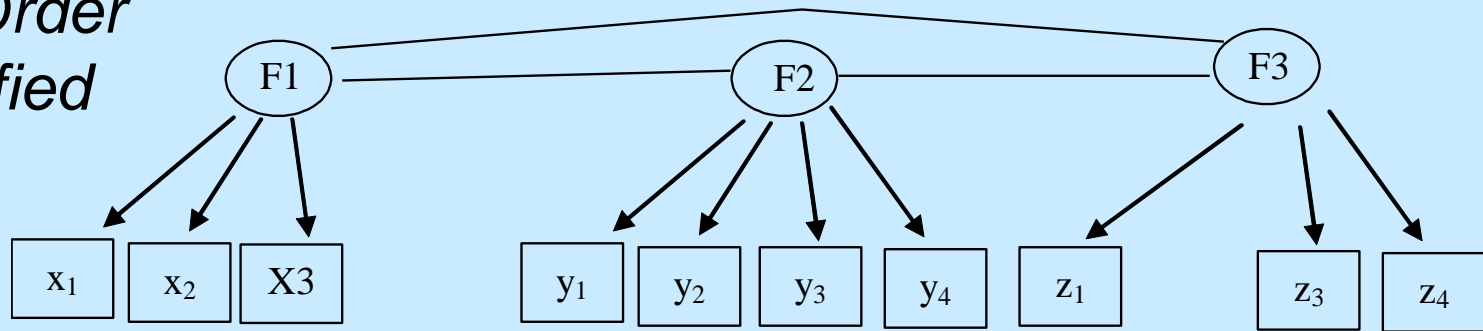 Order
fied
F1 F2 F3
x₁ x₂ X3 y₁ y₂ y₃ y₄ z₁ z₃ z₄